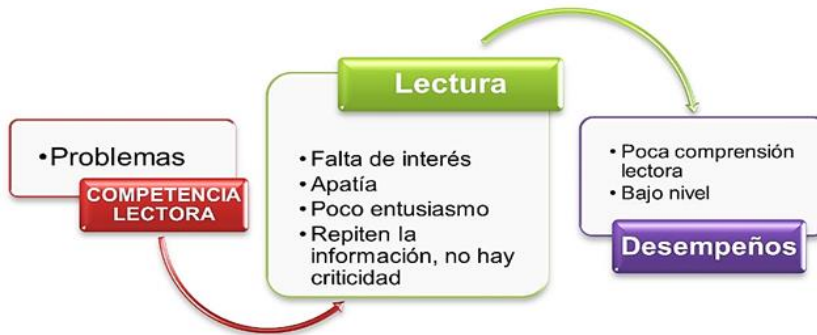 •Problemas
COMPETENCIA
LECTORA
Lectura
•Falta de interés
•Apatía
•Poco entusiasmo
•Repiten la
información, no hay
criticidad
•Poca comprensión
lectora
•Bajo nivel
Desempeños